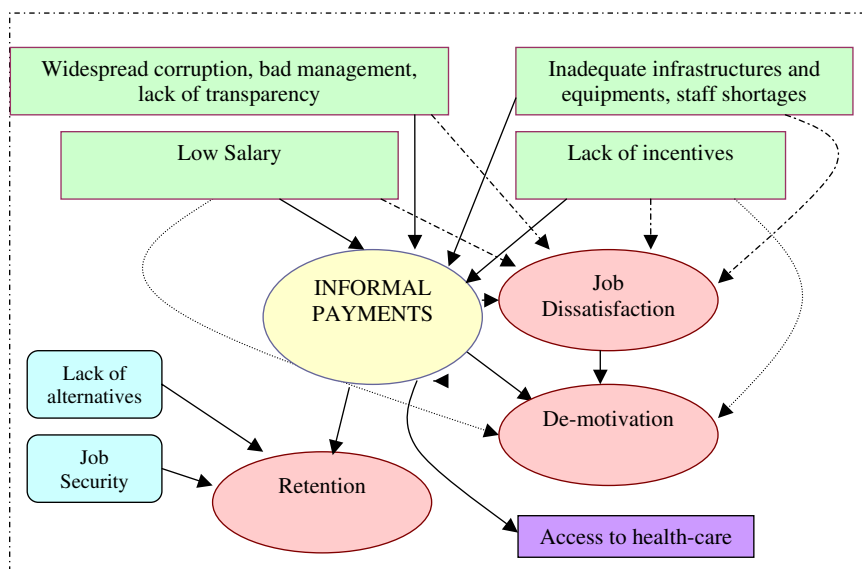 Widespread corruption, bad management,
lack of transparency
Inadequate infrastructures and
equipments, staff shortages
Low Salary
Lack of incentives
INFORMAL
PAYMENTS
Job
Dissatisfaction
Lack of
alternatives
De-motivation
Job
Security
Retention
Access to health-care